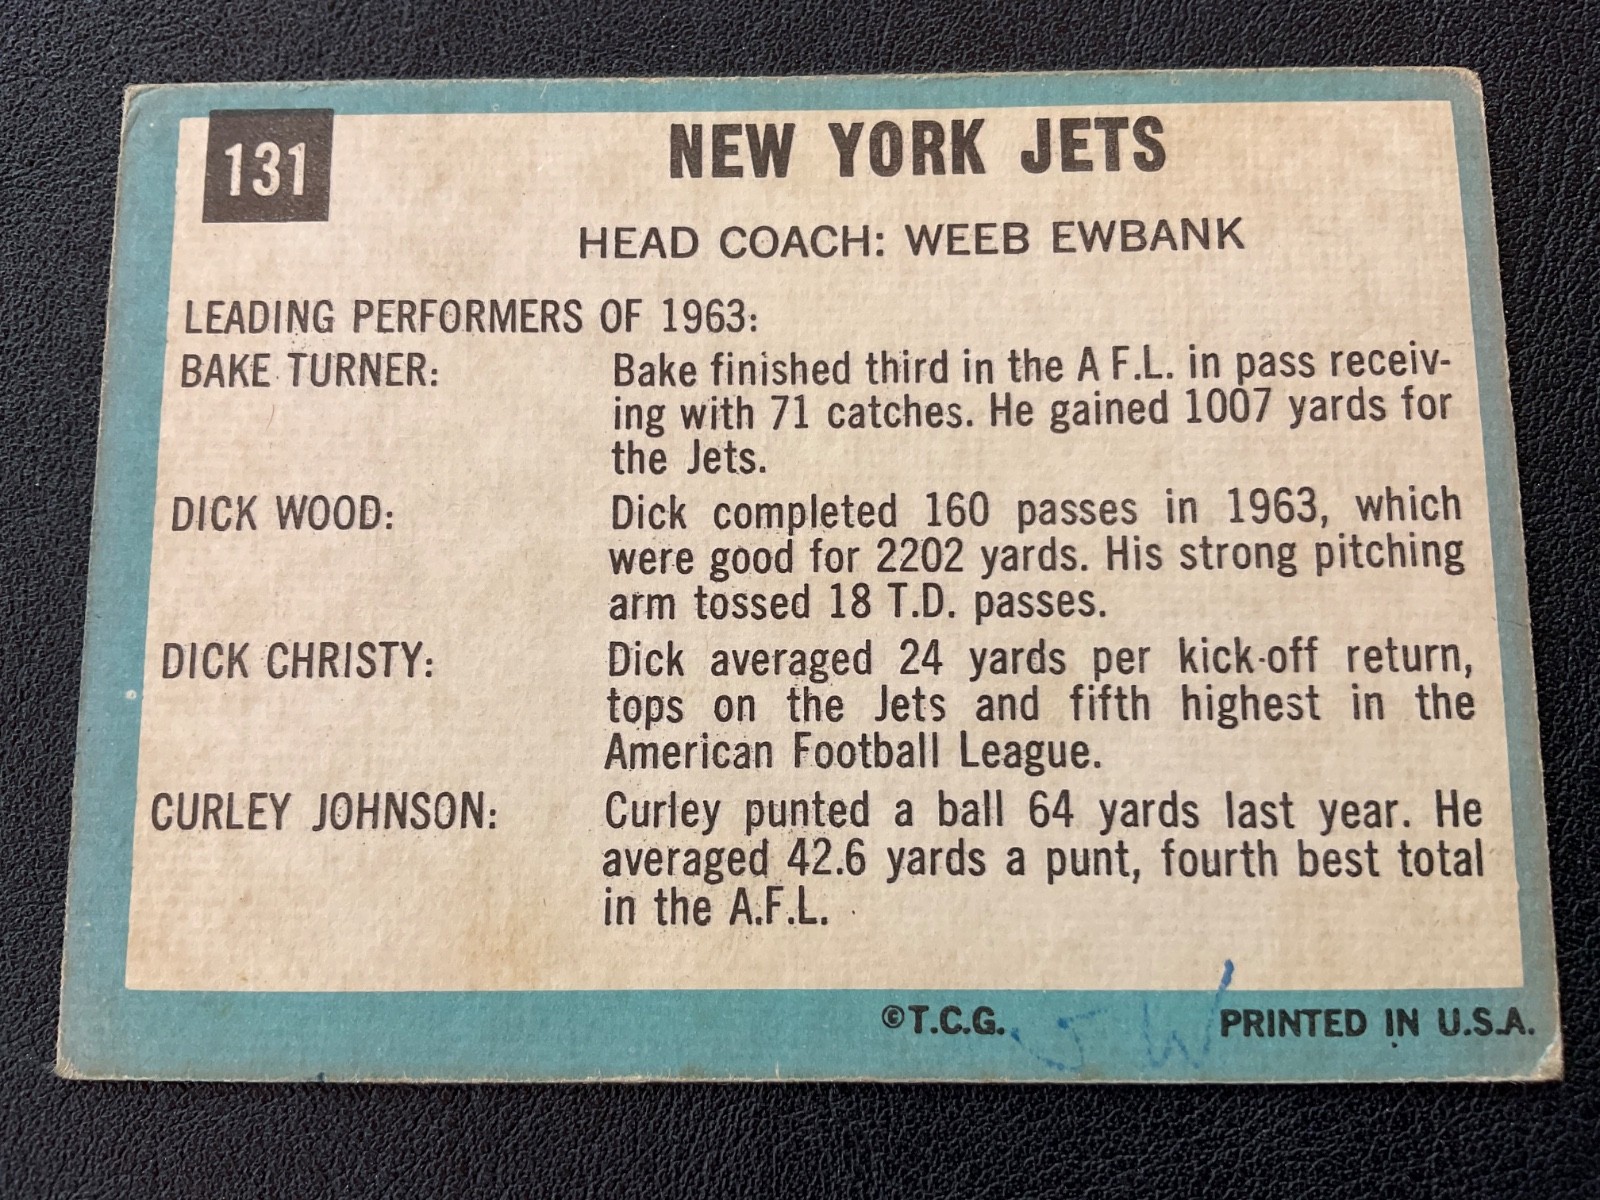 131
NEW YORK JETS
HEAD COACH: WEEB EWBANK
LEADING PERFORMERS OF 1963:
BAKE TURNER: Bake finished third in the A F.L. in pass receiv-
ing with 71 catches. He gained 1007 yards for
the Jets.
DICK WOOD: Dick completed 160 passes in 1963, which
were good for 2202 yards. His strong pitching
arm tossed 18 T.D. passes.
DICK CHRISTY: Dick averaged 24 yards per kick-off return,
tops on the Jets and fifth highest in the
American Football League.
CURLEY JOHNSON: Curley punted a ball 64 yards last year. He
averaged 42.6 yards a punt, fourth best total
in the A.F.L.
©T.C.G. PRINTED IN U.S.A.